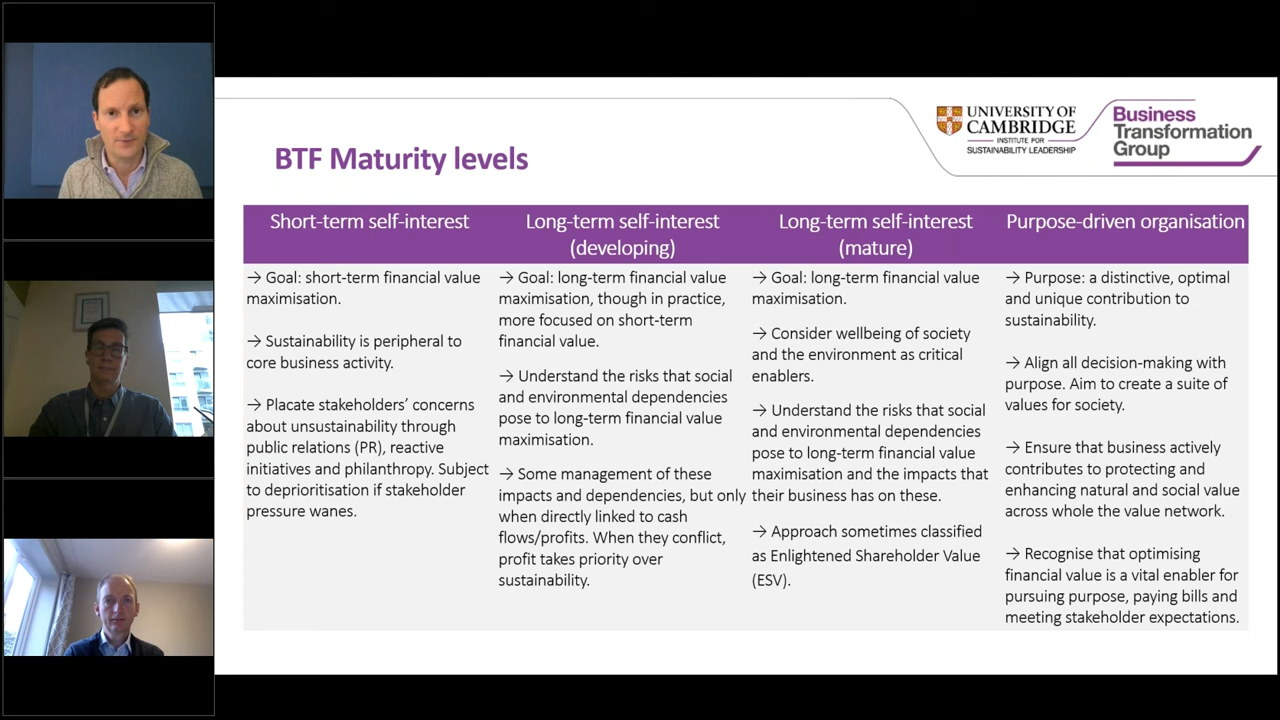 UNIVERSITY OF
CAMBRIDGE
INSTITUTE FOR
SUSTAINABILITY LEADERSHIP
Business
Transformation
Group
BTF Maturity levels
Short-term self-interest
→ Goal: short-term financial value
maximisation.
→ Sustainability is peripheral to
core business activity.
→ Placate stakeholders’ concerns
about unsustainability through
public relations (PR), reactive
initiatives and philanthropy. Subject
to deprioritisation if stakeholder
pressure wanes.
Long-term self-interest
(developing)
→ Goal: long-term financial value
maximisation, though in practice,
more focused on short-term
financial value.
→ Understand the risks that social
and environmental dependencies
pose to long-term financial value
maximisation.
→ Some management of these
impacts and dependencies, but only
when directly linked to cash
flows/profits. When they conflict,
profit takes priority over
sustainability.
Long-term self-interest
(mature)
→ Goal: long-term financial value
maximisation.
→ Consider wellbeing of society
and the environment as critical
enablers.
→ Understand the risks that social
and environmental dependencies
pose to long-term financial value
maximisation and the impacts that
their business has on these.
→ Approach sometimes classified
as Enlightened Shareholder Value
(ESV).
Purpose-driven organisation
→ Purpose: a distinctive, optimal
and unique contribution to
sustainability.
→ Align all decision-making with
purpose. Aim to create a suite of
values for society.
→ Ensure that business actively
contributes to protecting and
enhancing natural and social value
across whole the value network.
→ Recognise that optimising
financial value is a vital enabler for
pursuing purpose, paying bills and
meeting stakeholder expectations.